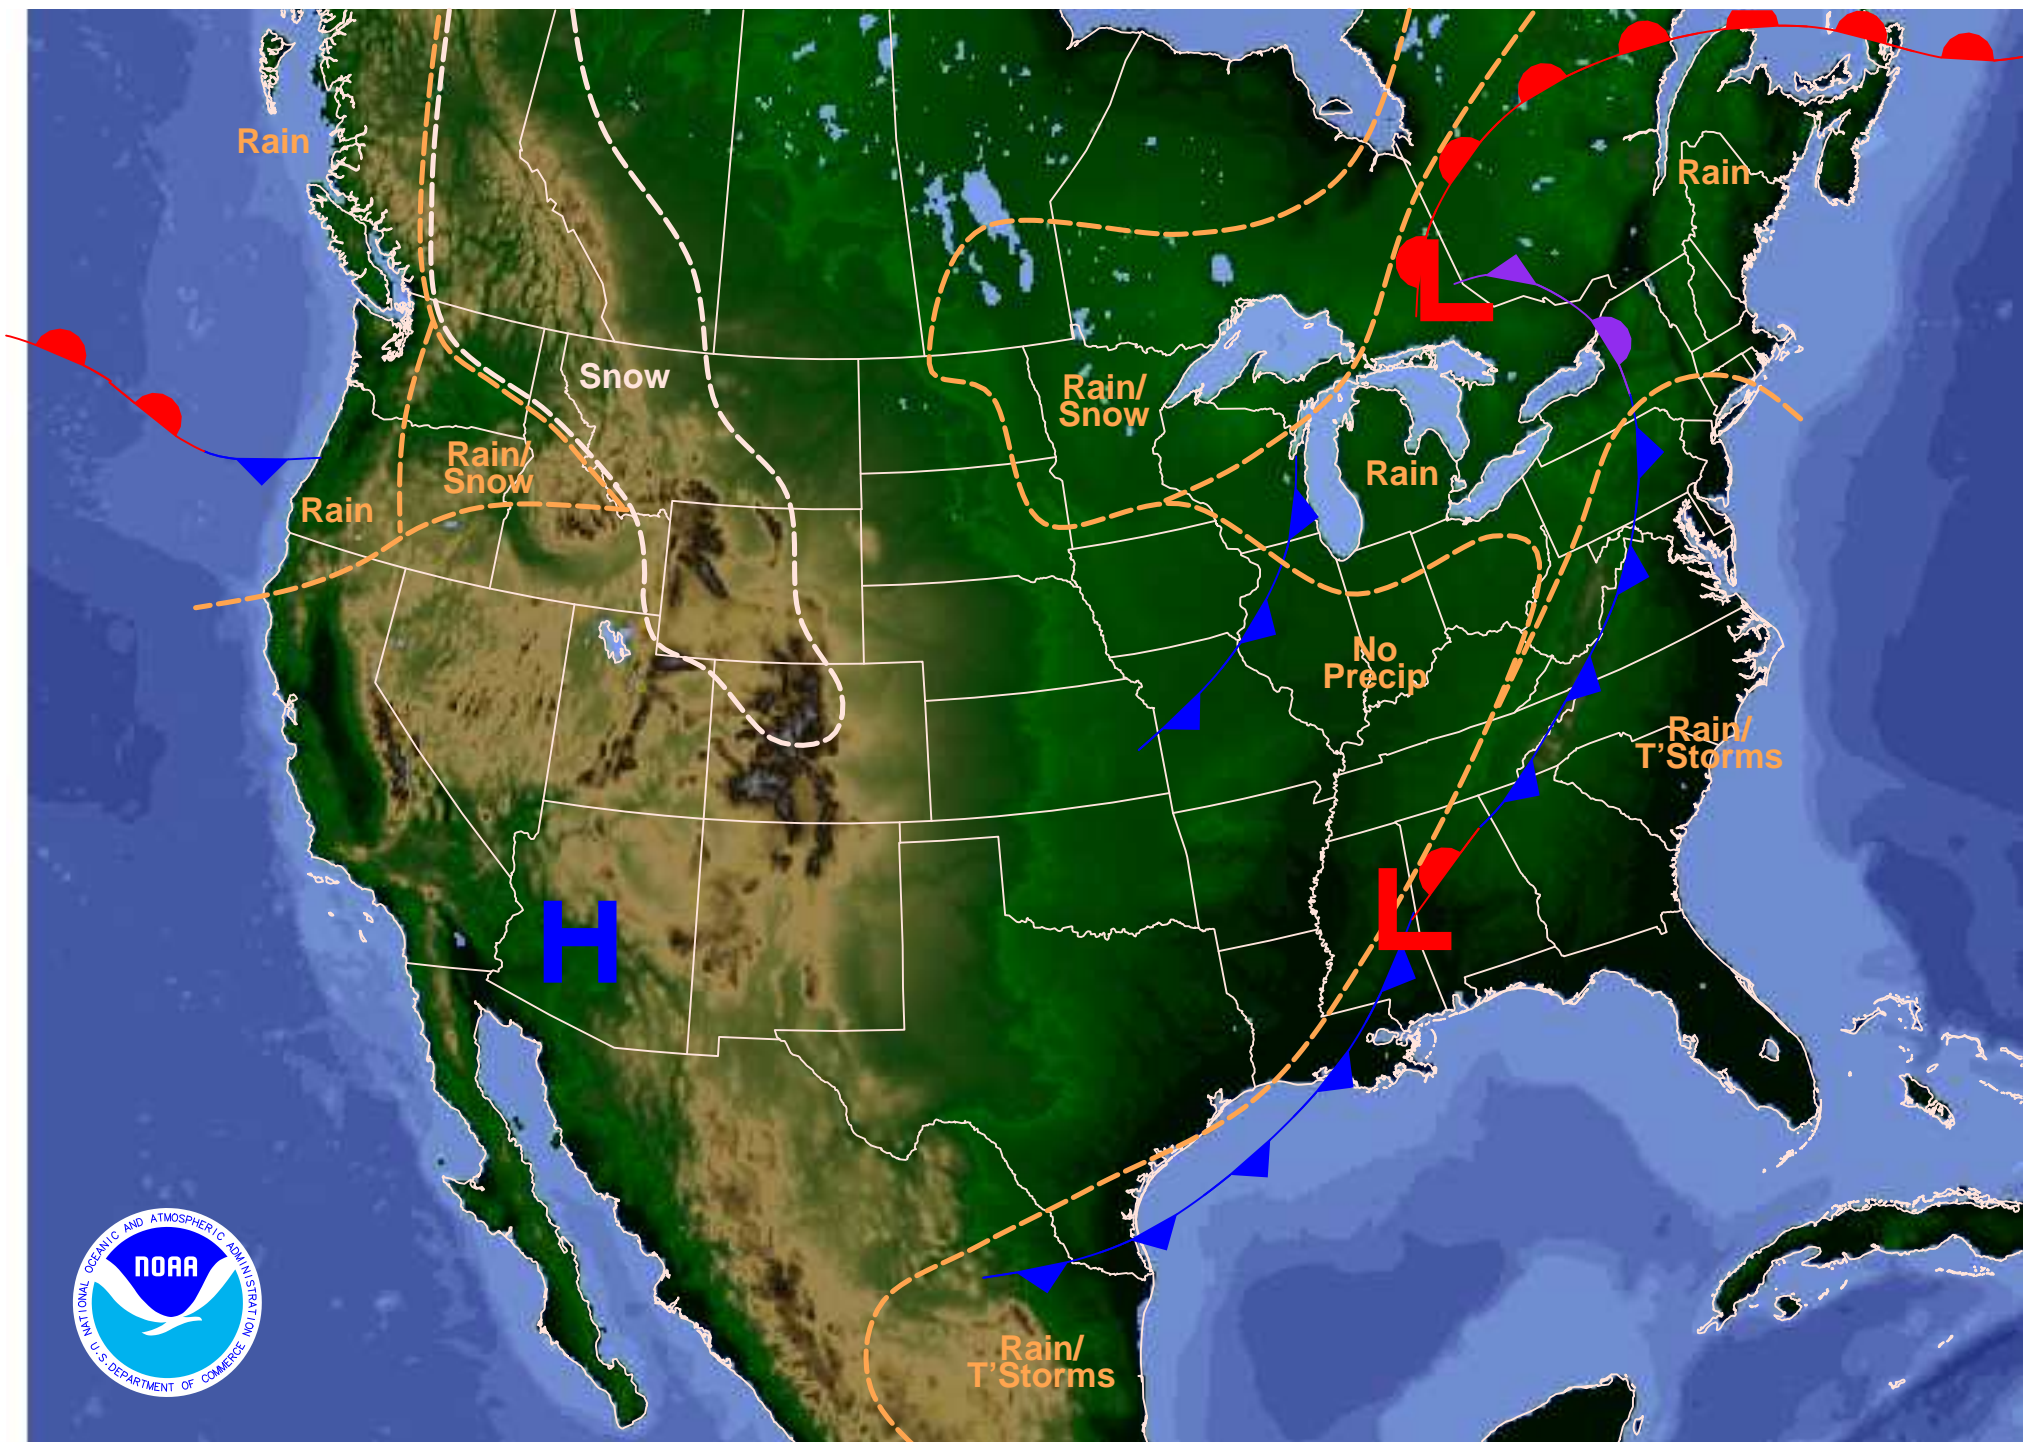 Rain
Rain
Snow
Rain/
Snow
Rain/
Snow
Rain
Rain
No
Precip
Rain/
T'Storms
H
L
L
Rain/
T'Storms
NATIONAL OCEANIC AND ATMOSPHERIC ADMINISTRATION
NOAA
U.S. DEPARTMENT OF COMMERCE